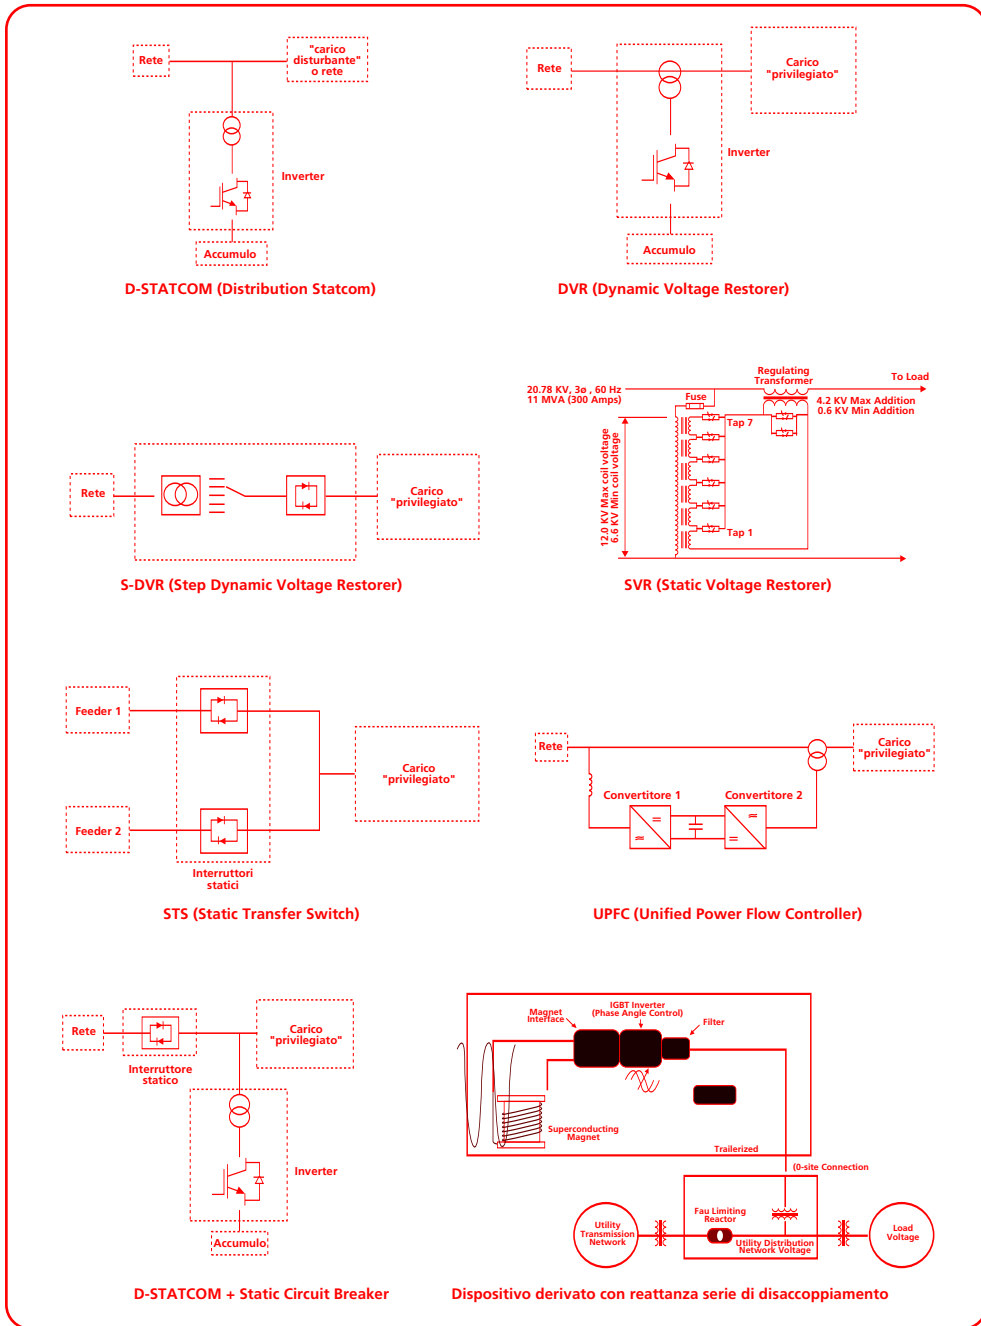 Rete
"carico
disturbante"
o rete
Inverter
Accumulo
D-STATCOM (Distribution Statcom)
Rete
Carico
"privilegiato"
Inverter
Accumulo
DVR (Dynamic Voltage Restorer)
Rete
Carico
"privilegiato"
S-DVR (Step Dynamic Voltage Restorer)
20.78 KV, 3ø , 60 Hz
11 MVA (300 Amps)
Fuse
Regulating
Transformer
To Load
4.2 KV Max Addition
0.6 KV Min Addition
Tap 7
12.0 KV Max coil voltage
6.6 KV Min coil voltage
Tap 1
SVR (Static Voltage Restorer)
Feeder 1
Feeder 2
Carico
"privilegiato"
Interruttori
statici
STS (Static Transfer Switch)
Rete
Carico
"privilegiato"
Convertitore 1
Convertitore 2
UPFC (Unified Power Flow Controller)
Rete
Carico
"privilegiato"
Interruttore
statico
Inverter
Accumulo
D-STATCOM + Static Circuit Breaker
Magnet
Interface
IGBT Inverter
(Phase Angle Control)
Filter
Superconducting
Magnet
Trailerized
(0-site Connection
Utility
Transmission
Network
Fau Limiting
Reactor
Utility Distribution
Network Voltage
Load
Voltage
Dispositivo derivato con reattanza serie di disaccoppiamento